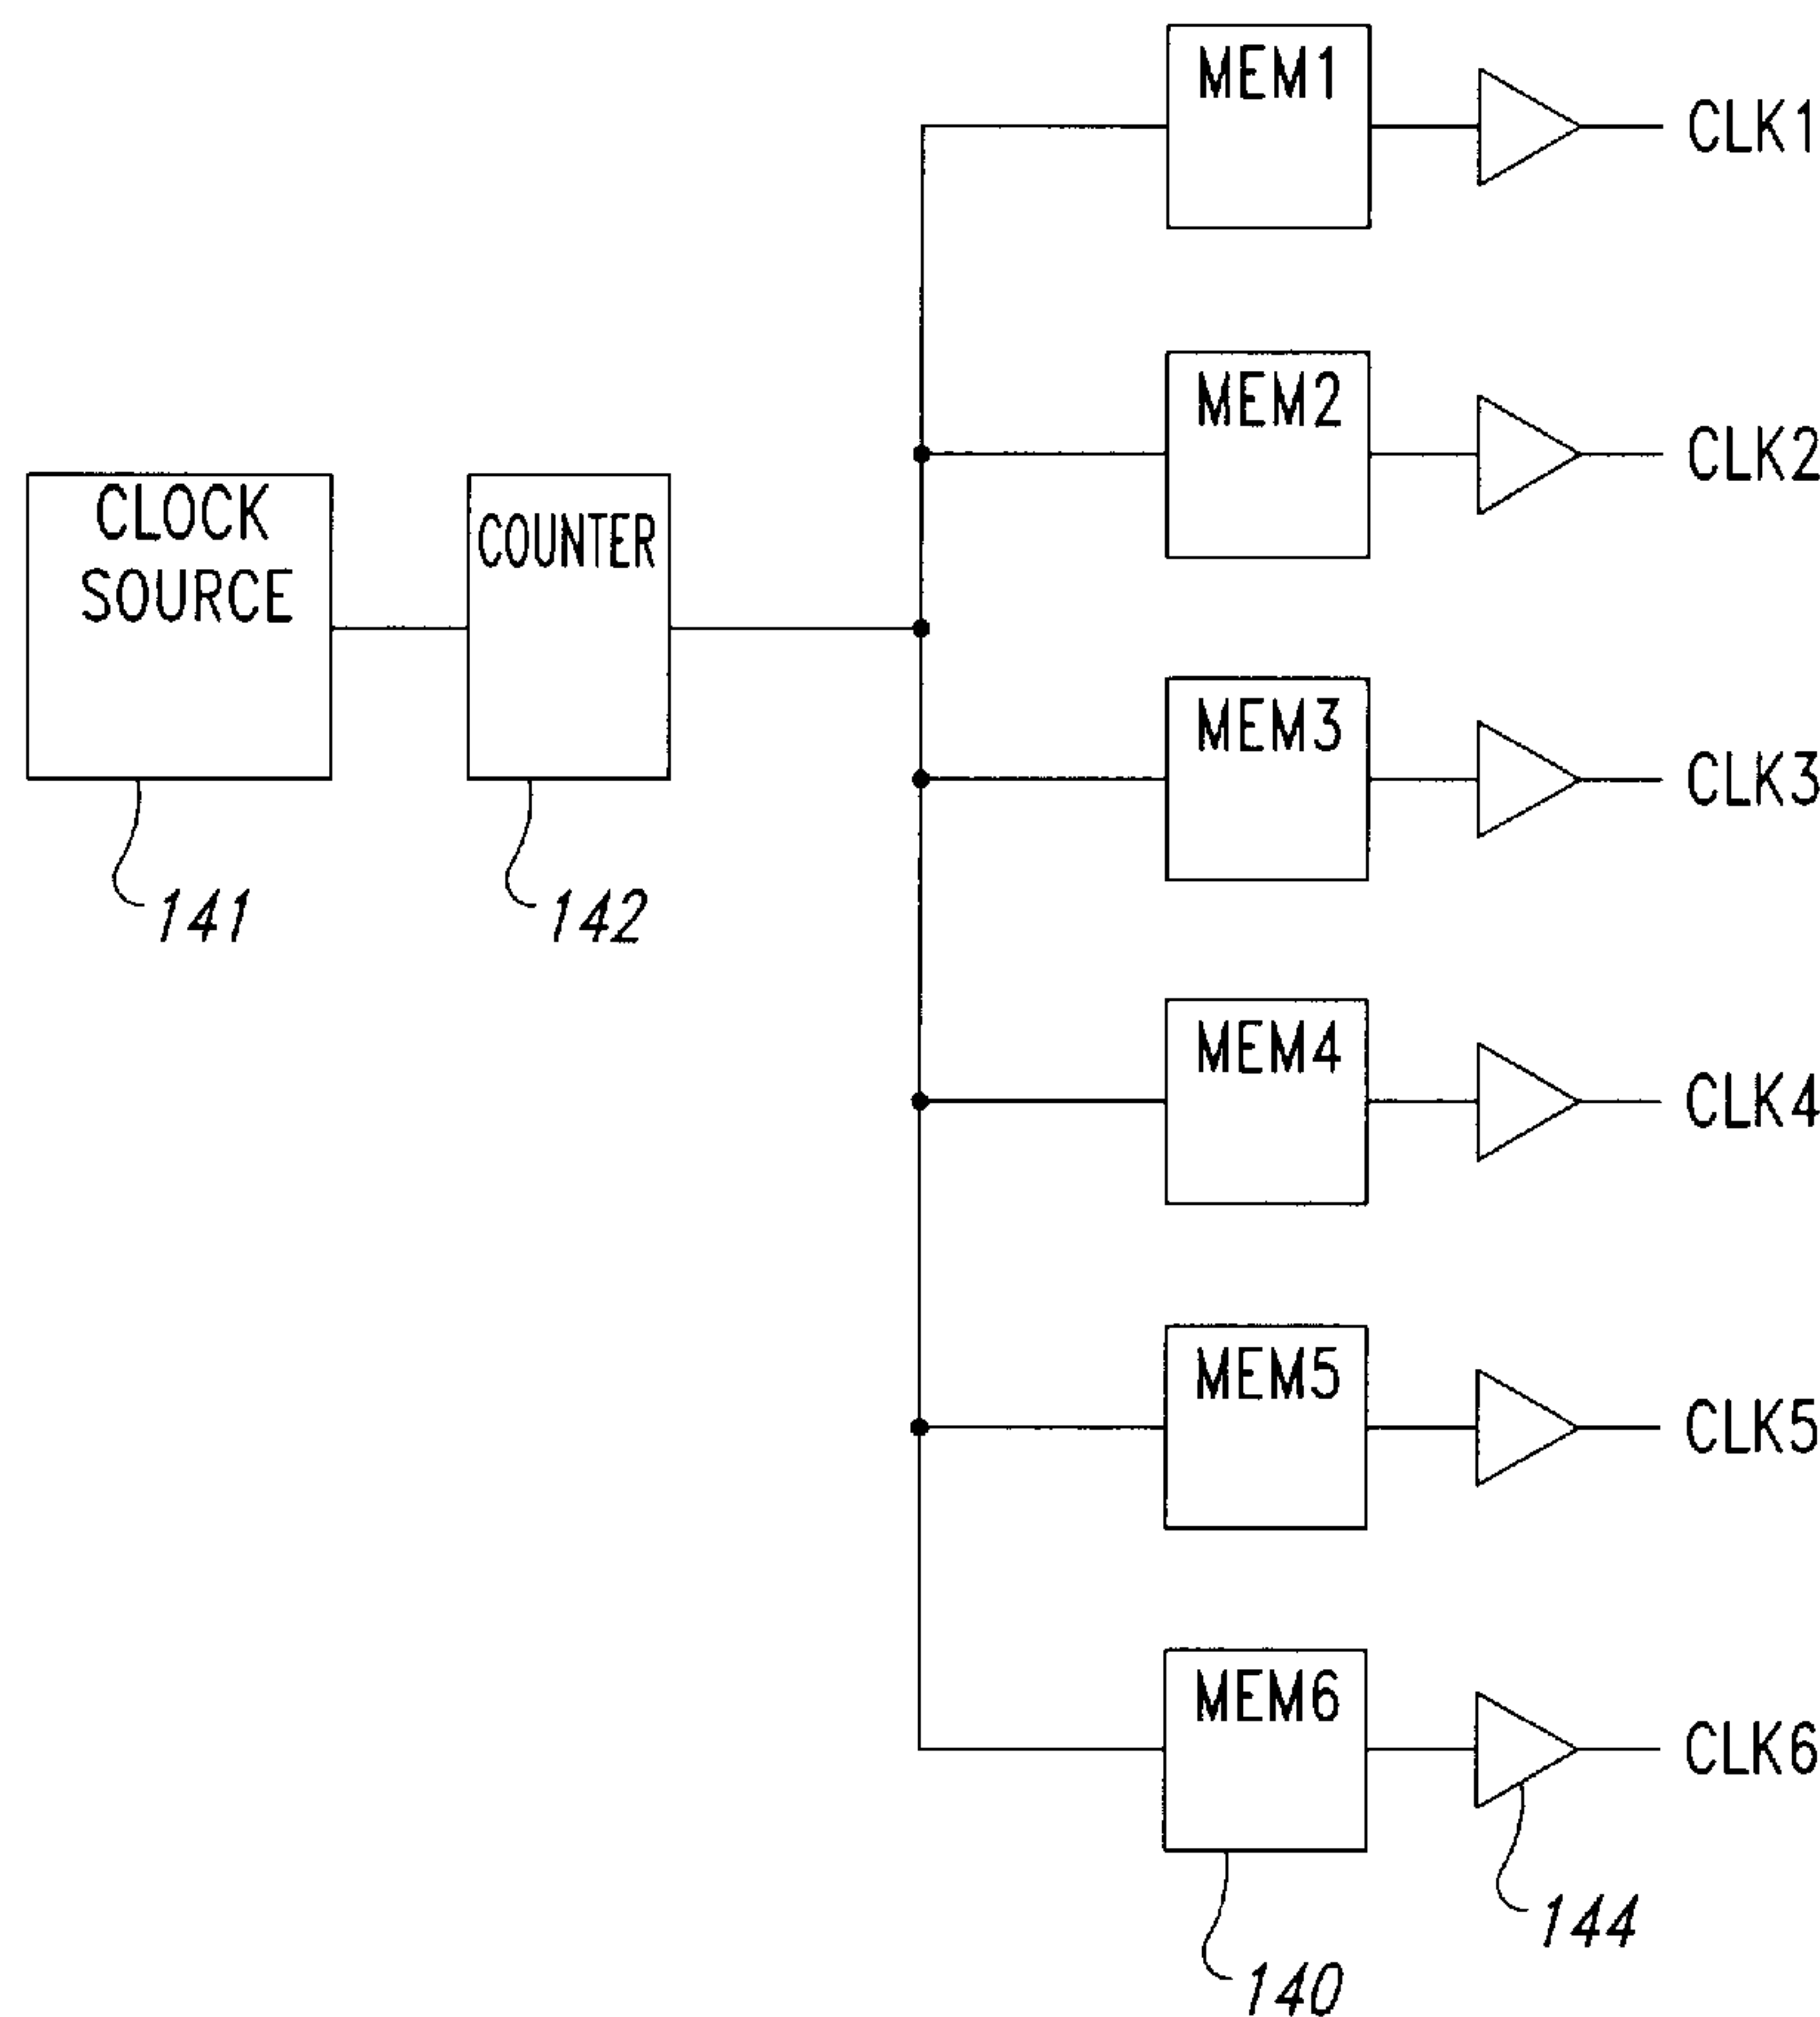 MEM1
CLK1
MEM2
CLK2
CLOCK
SOURCE
COUNTER
MEM3
CLK3
141
142
MEM4
CLK4
MEM5
CLK5
MEM6
CLK6
144
140